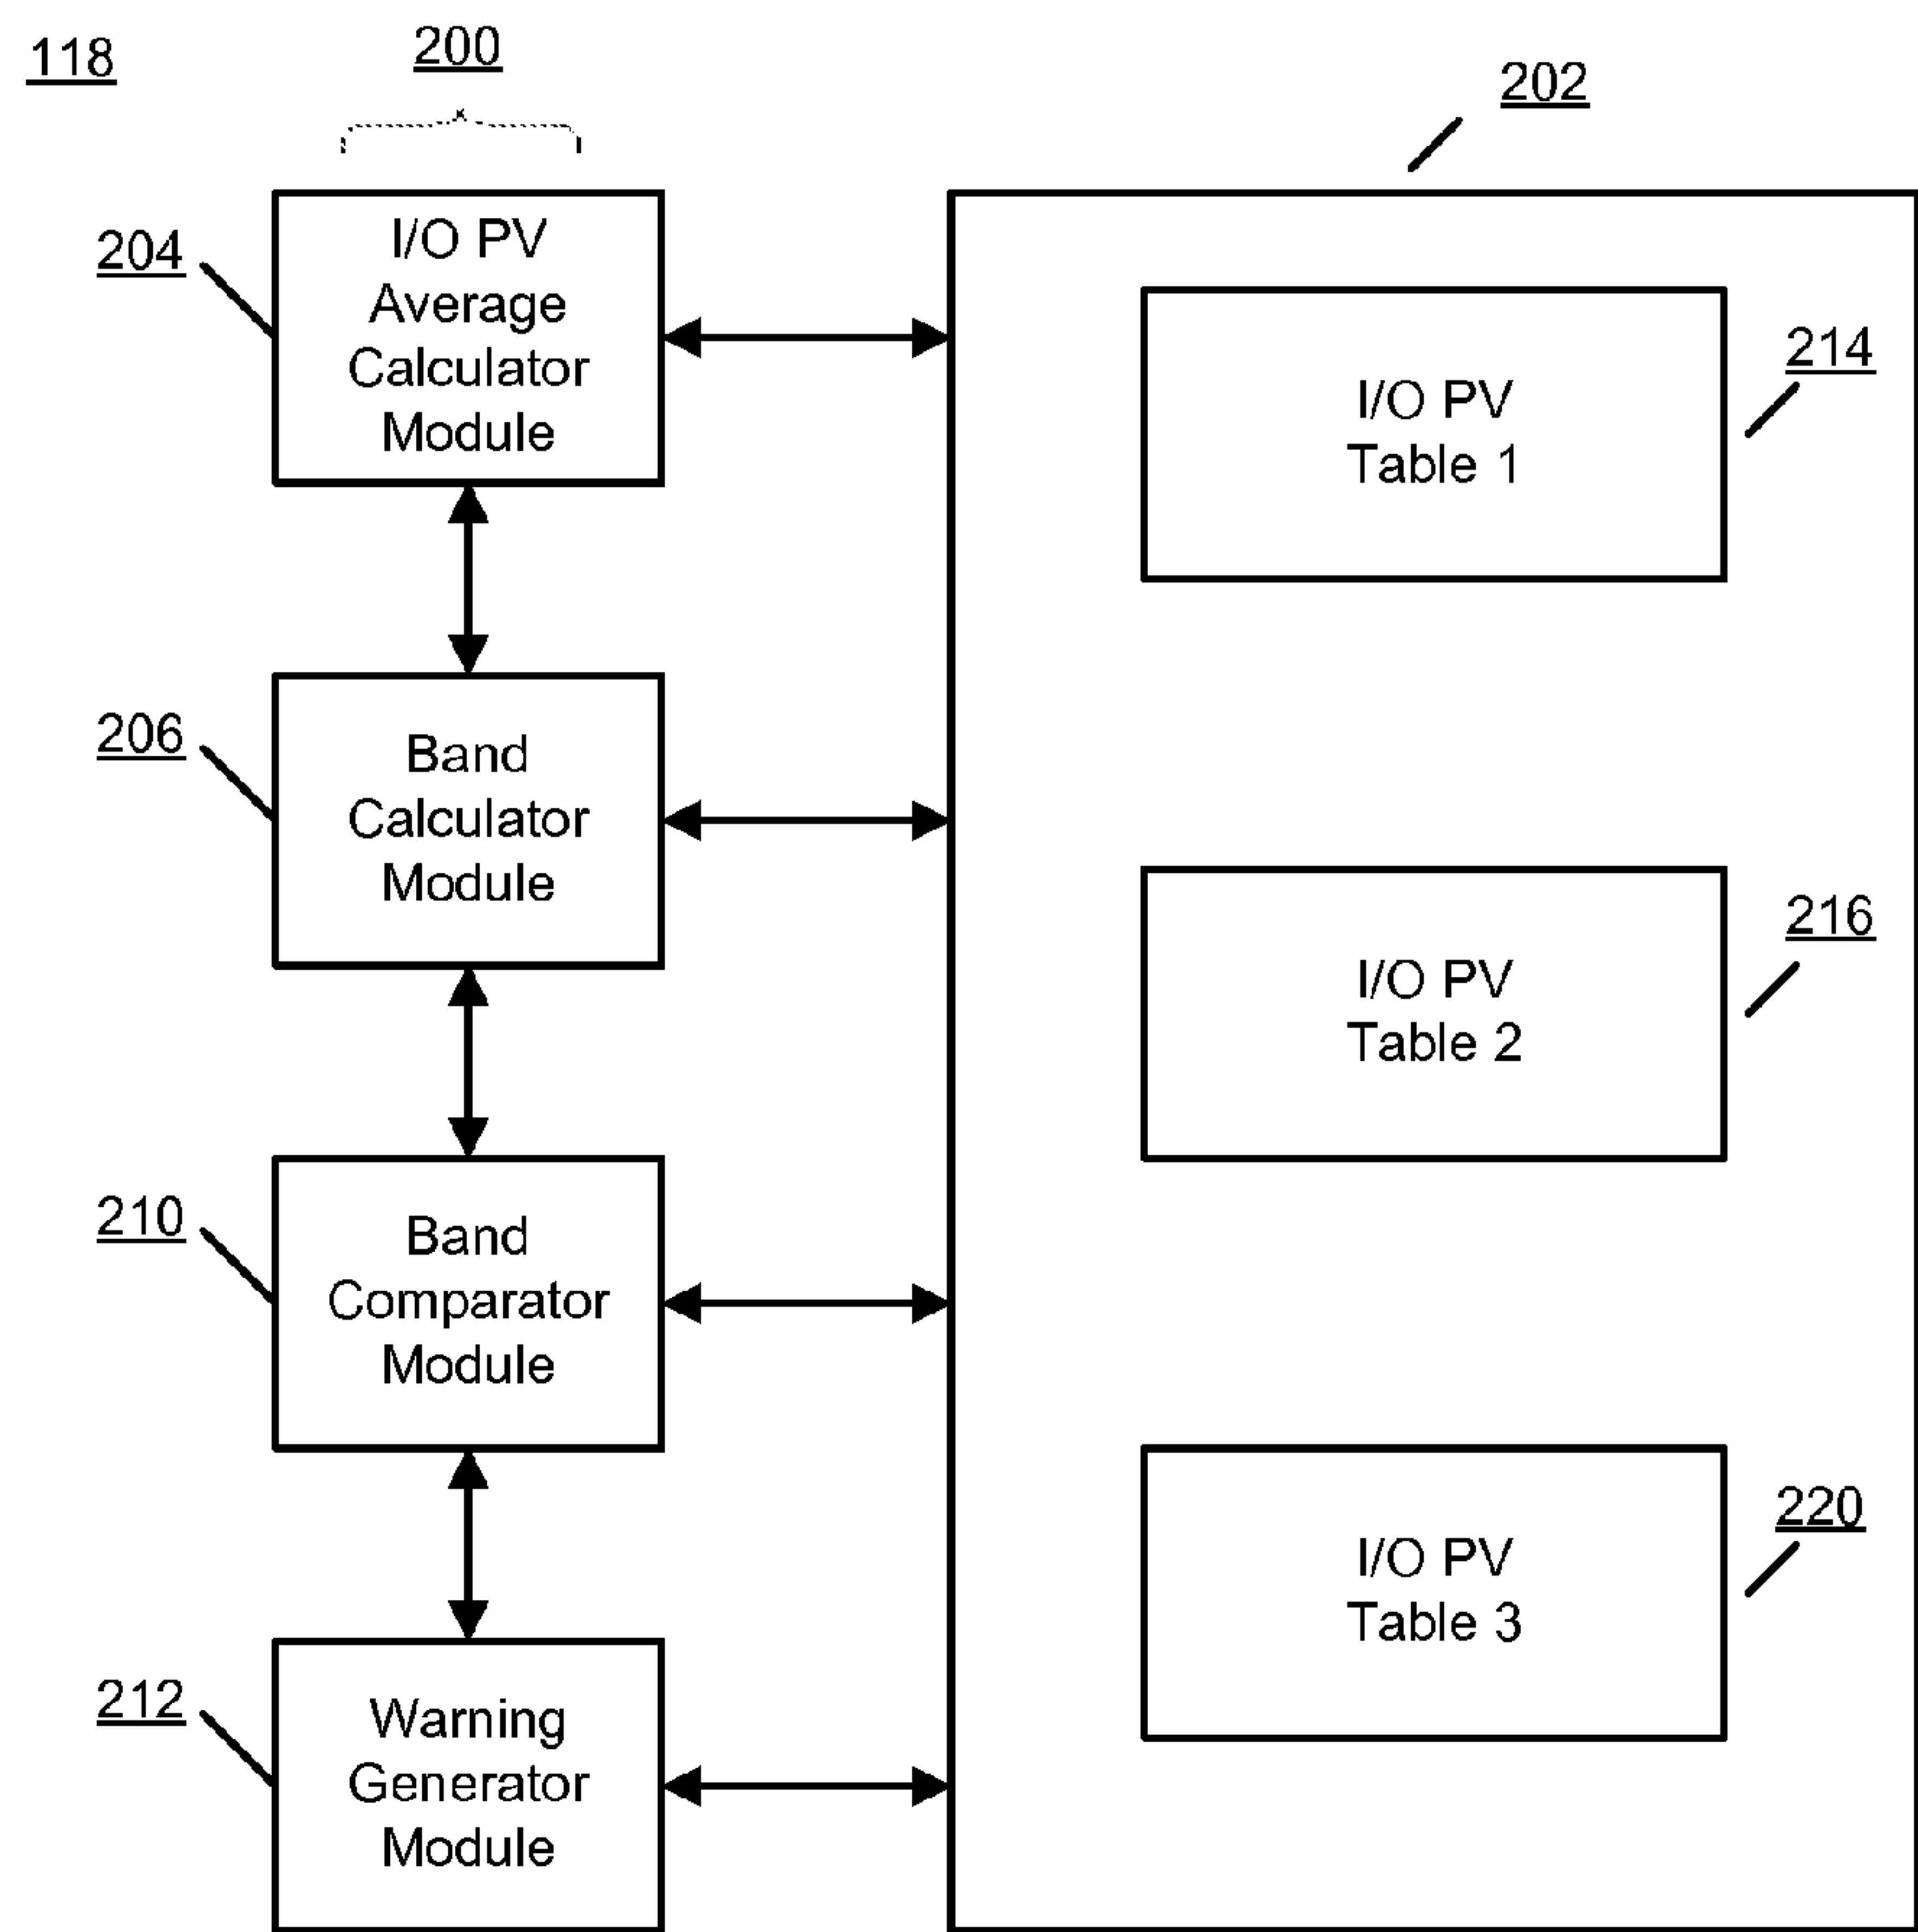 118
200
202
204
I/O PV
Average
Calculator
Module
I/O PV
Table 1
214
206
Band
Calculator
Module
I/O PV
Table 2
216
210
Band
Comparator
Module
I/O PV
Table 3
220
212
Warning
Generator
Module